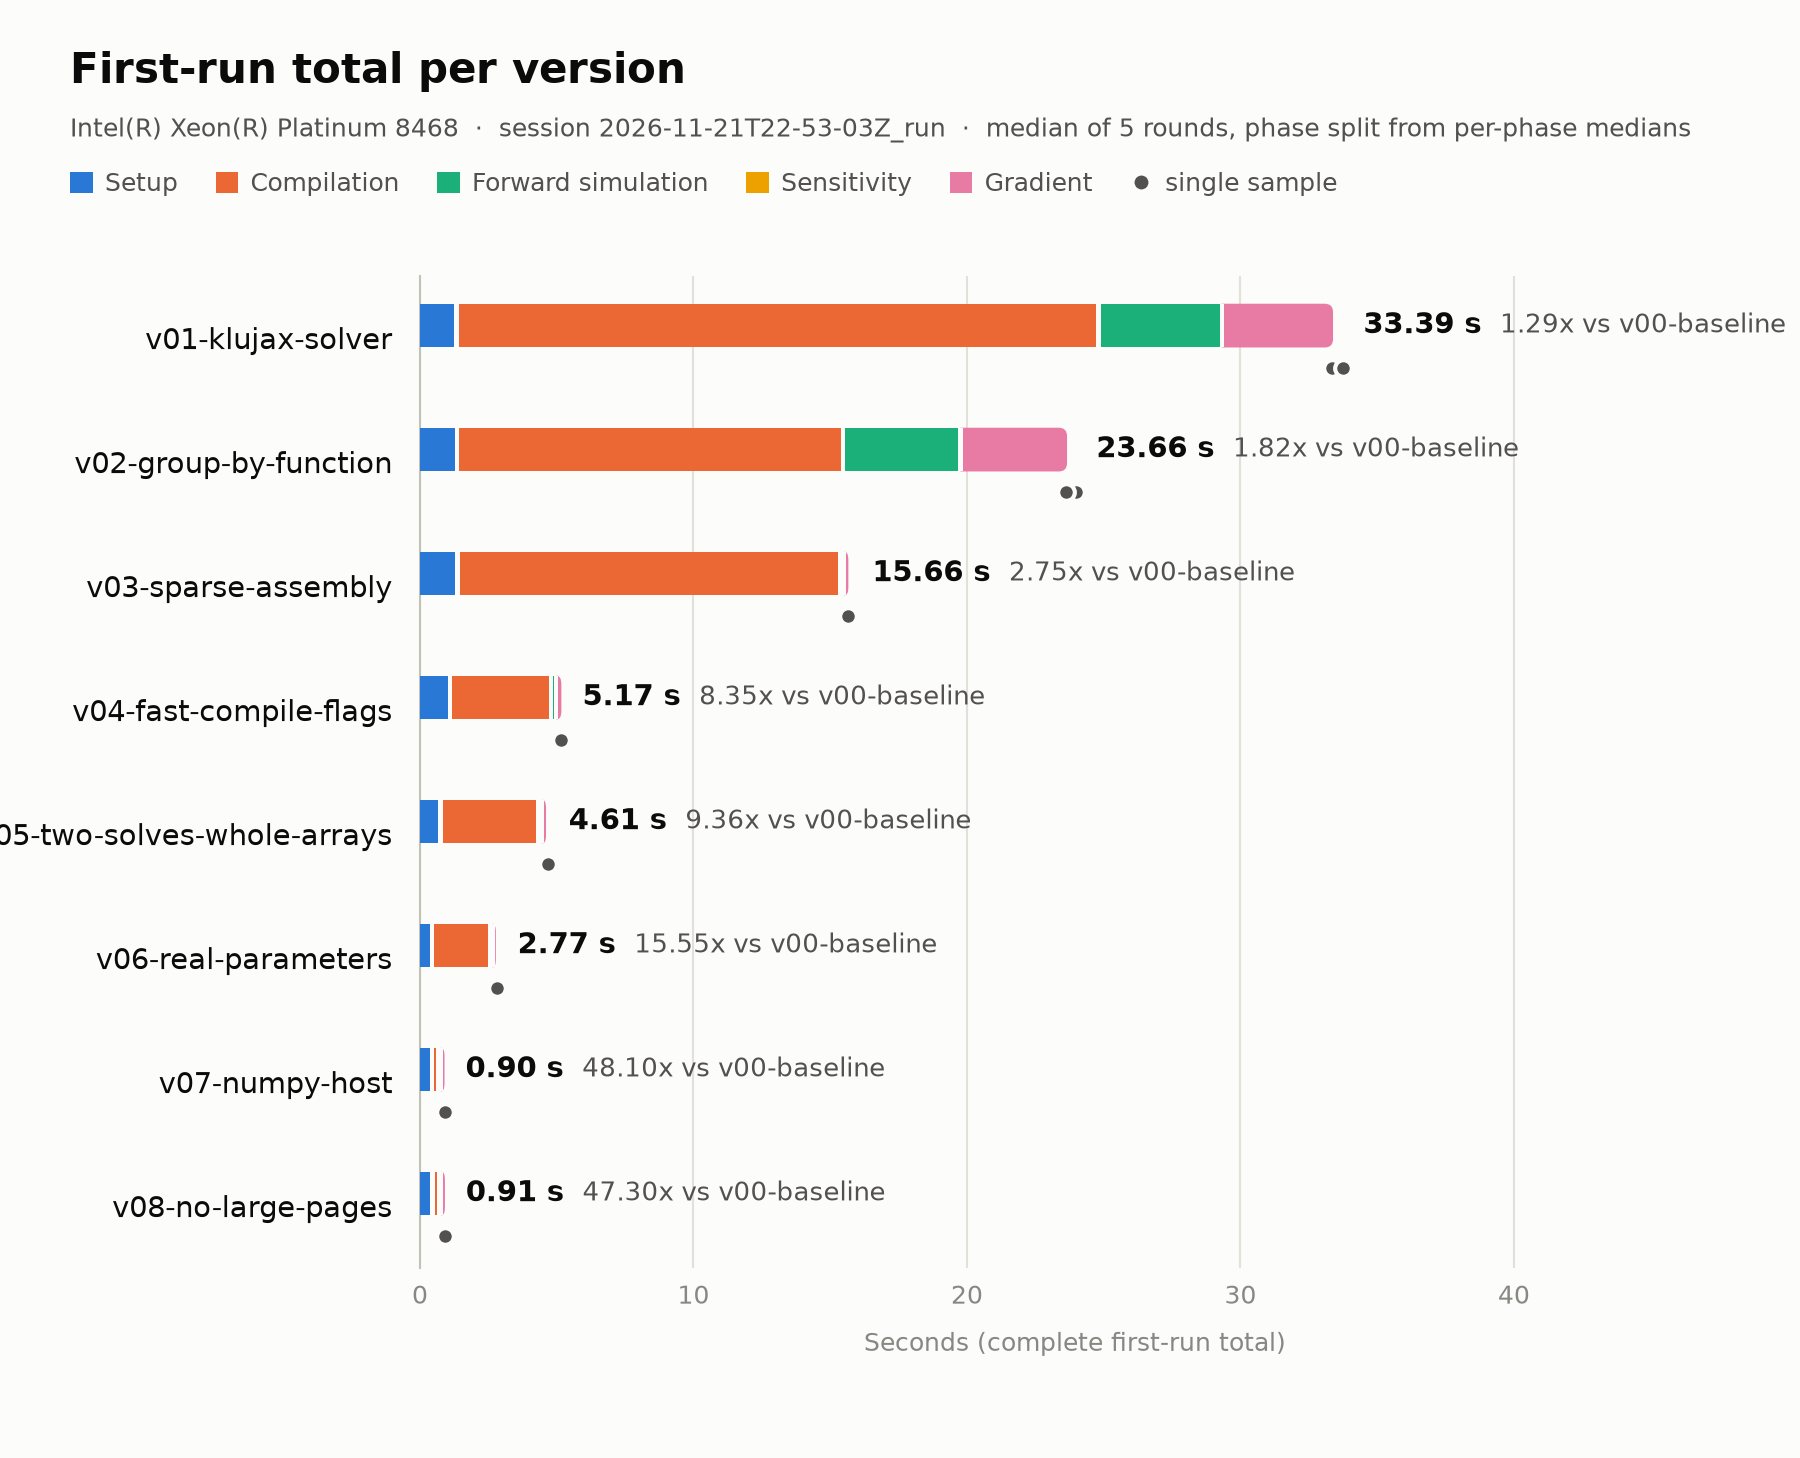 First-run total per version
Intel(R) Xeon(R) Platinum 8468 · session 2026-11-21T22-53-03Z_run · median of 5 rounds, phase split from per-phase medians
Setup Compilation Forward simulation Sensitivity Gradient single sample
v01-klujax-solver 33.39 s 1.29x vs v00-baseline
v02-group-by-function 23.66 s 1.82x vs v00-baseline
v03-sparse-assembly 15.66 s 2.75x vs v00-baseline
v04-fast-compile-flags 5.17 s 8.35x vs v00-baseline
05-two-solves-whole-arrays 4.61 s 9.36x vs v00-baseline
v06-real-parameters 2.77 s 15.55x vs v00-baseline
v07-numpy-host 0.90 s 48.10x vs v00-baseline
v08-no-large-pages 0.91 s 47.30x vs v00-baseline
0 10 20 30 40
Seconds (complete first-run total)